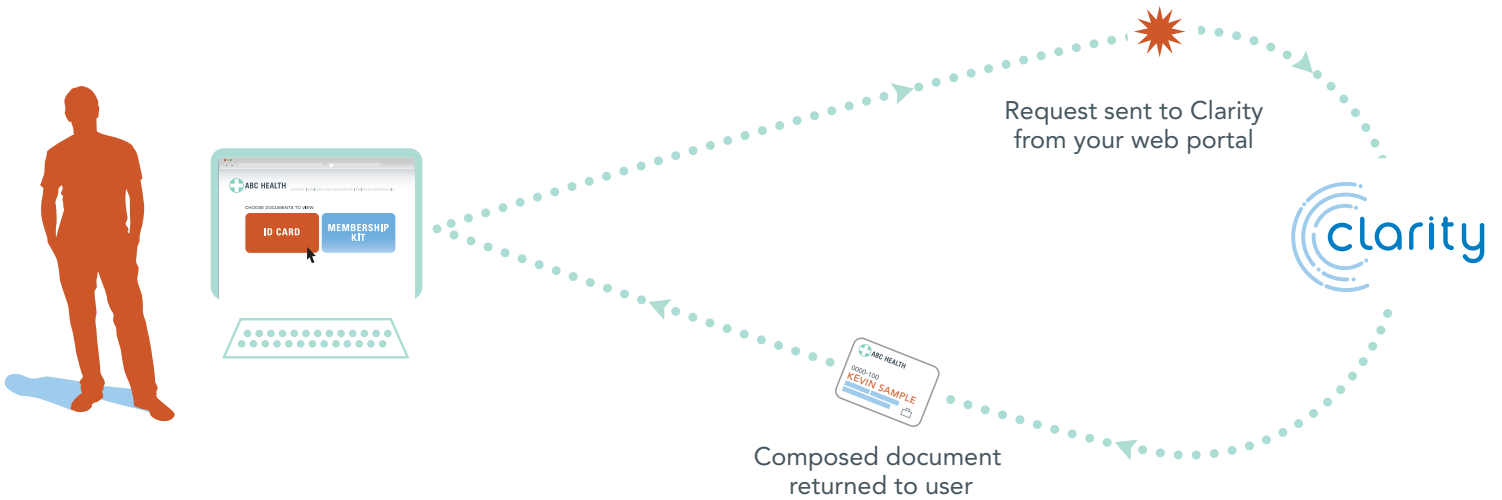 Request sent to Clarity
from your web portal
ABC HEALTH
CHOOSE DOCUMENTS TO VIEW
ID CARD
MEMBERSHIP
KIT
clarity
ABC HEALTH
0000-100
KEVIN SAMPLE
Composed document
returned to user